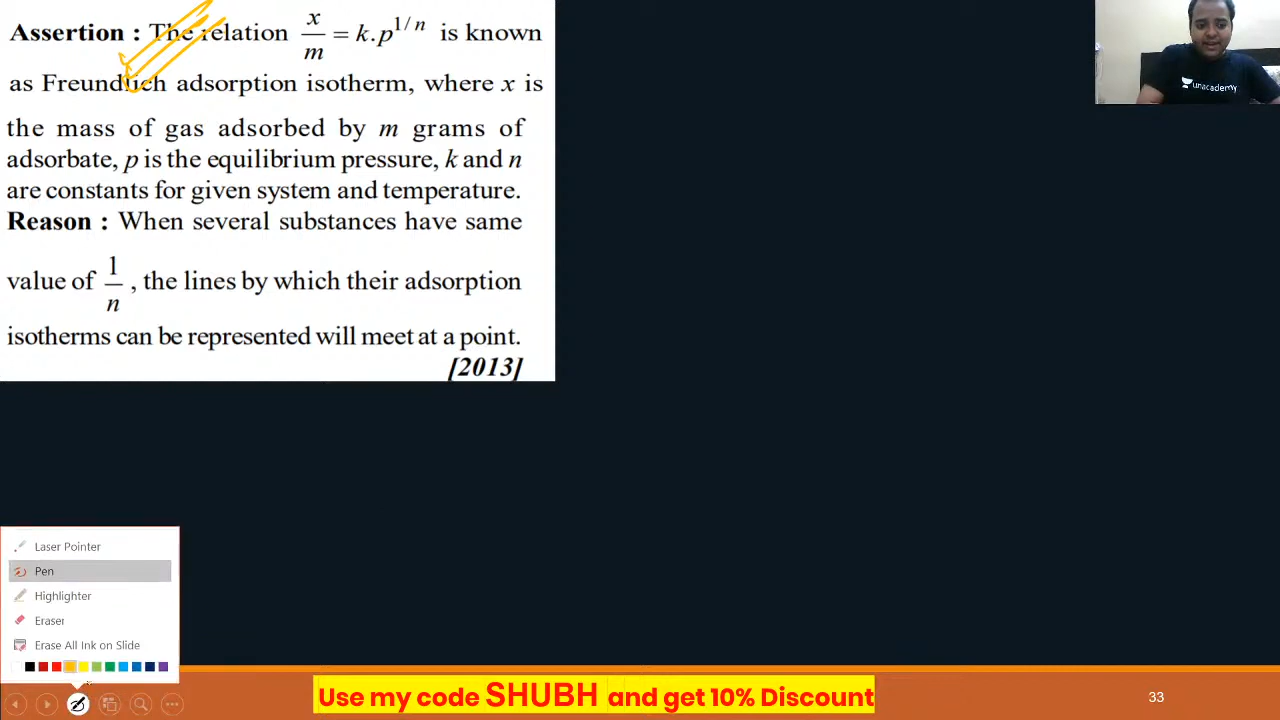 Assertion : The relation x/m = k.p^1/n is known
as Freundlich adsorption isotherm, where x is
the mass of gas adsorbed by m grams of
adsorbate, p is the equilibrium pressure, k and n
are constants for given system and temperature.
Reason : When several substances have same
value of 1/n, the lines by which their adsorption
isotherms can be represented will meet at a point.
[2013]
unacademy
Laser Pointer
Pen
Highlighter
Eraser
Erase All Ink on Slide
Use my code SHUBH and get 10% Discount
33